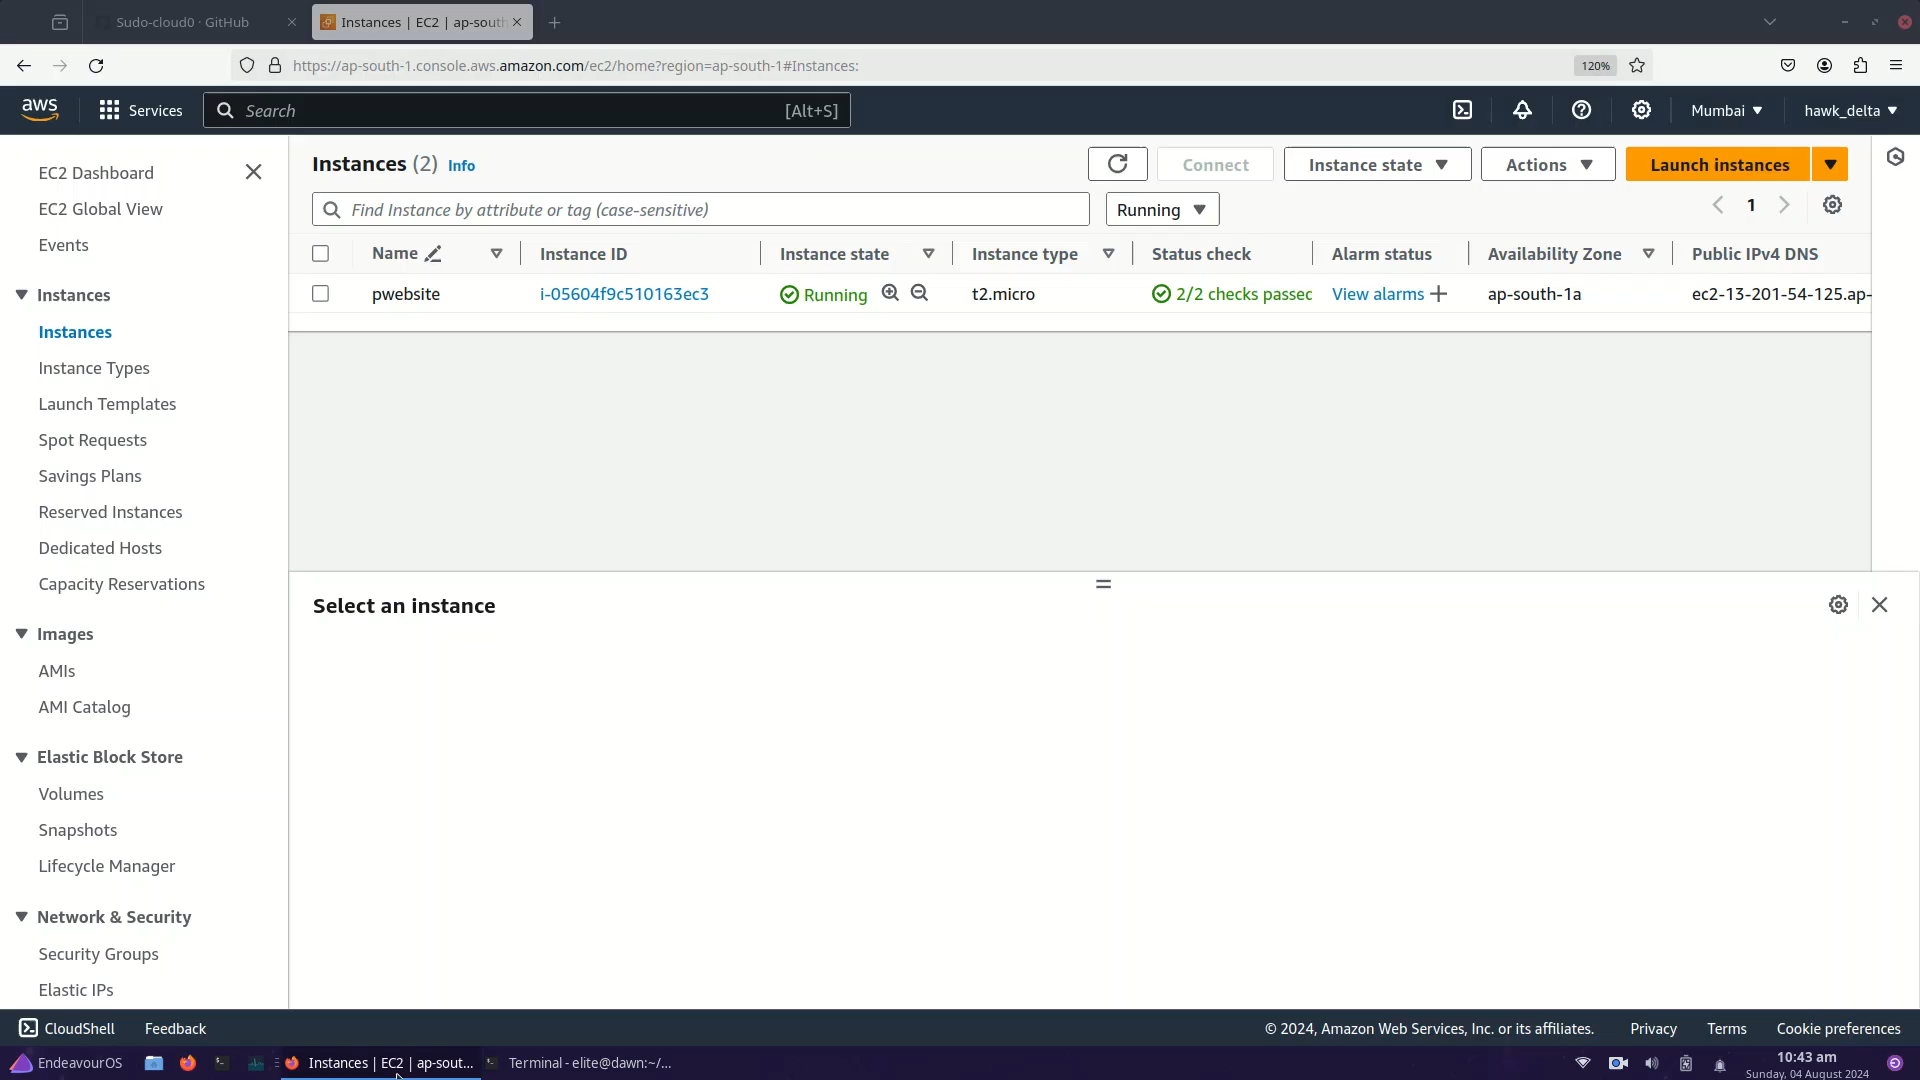 Sudo-cloud0 · GitHub
Instances | EC2 | ap-south
https://ap-south-1.console.aws.amazon.com/ec2/home?region=ap-south-1#Instances:
120%
aws
Services
Search
[Alt+S]
Mumbai
hawk_delta
EC2 Dashboard
EC2 Global View
Events
Instances
Instances
Instance Types
Launch Templates
Spot Requests
Savings Plans
Reserved Instances
Dedicated Hosts
Capacity Reservations
Images
AMIs
AMI Catalog
Elastic Block Store
Volumes
Snapshots
Lifecycle Manager
Network & Security
Security Groups
Elastic IPs
Instances (2) Info
Connect
Instance state
Actions
Launch instances
Find Instance by attribute or tag (case-sensitive)
Running
1
Name Instance ID Instance state Instance type Status check Alarm status Availability Zone Public IPv4 DNS
pwebsite i-05604f9c510163ec3 Running t2.micro 2/2 checks passed View alarms ap-south-1a ec2-13-201-54-125.ap-
Select an instance
CloudShell Feedback
© 2024, Amazon Web Services, Inc. or its affiliates. Privacy Terms Cookie preferences
EndeavourOS
Instances | EC2 | ap-sout...
Terminal - elite@dawn:~/...
10:43 am
Sunday, 04 August 2024